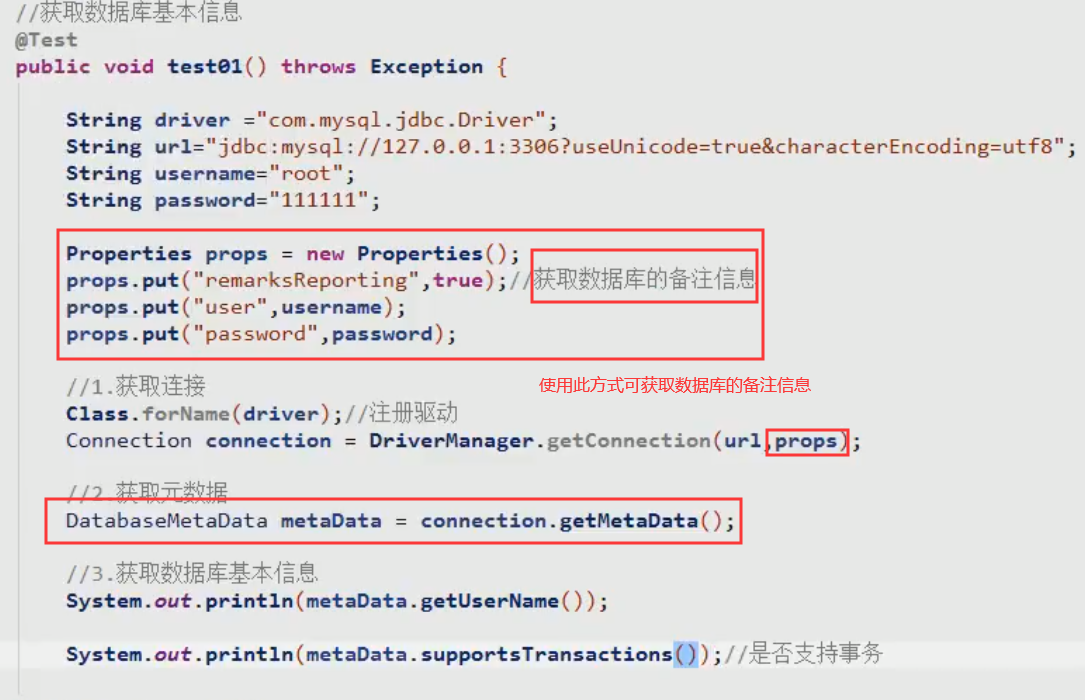 //获取数据库基本信息
@Test
public void test01() throws Exception {
String driver ="com.mysql.jdbc.Driver";
String url="jdbc:mysql://127.0.0.1:3306?useUnicode=true&characterEncoding=utf8";
String username="root";
String password="111111";
Properties props = new Properties();
props.put("remarksReporting",true);//获取数据库的备注信息
props.put("user",username);
props.put("password",password);
//1.获取连接
使用此方式可获取数据库的备注信息
Class.forName(driver);//注册驱动
Connection connection = DriverManager.getConnection(url,props);
//2.获取元数据
DatabaseMetaData metaData = connection.getMetaData();
//3.获取数据库基本信息
System.out.println(metaData.getUserName());
System.out.println(metaData.supportsTransactions());//是否支持事务